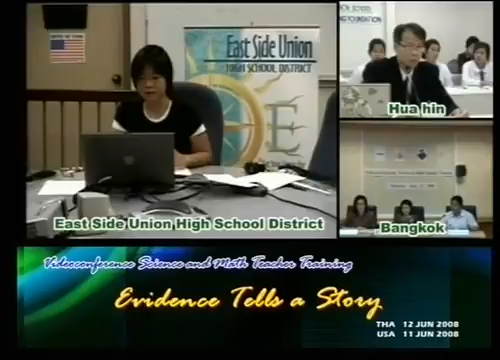 East Side Union
HIGH SCHOOL DISTRICT
E
East Side Union High School District
Hua hin
Bangkok
Videoconference Science and Math Teacher Training
Evidence Tells a Story
THA 12 JUN 2008
USA 11 JUN 2008